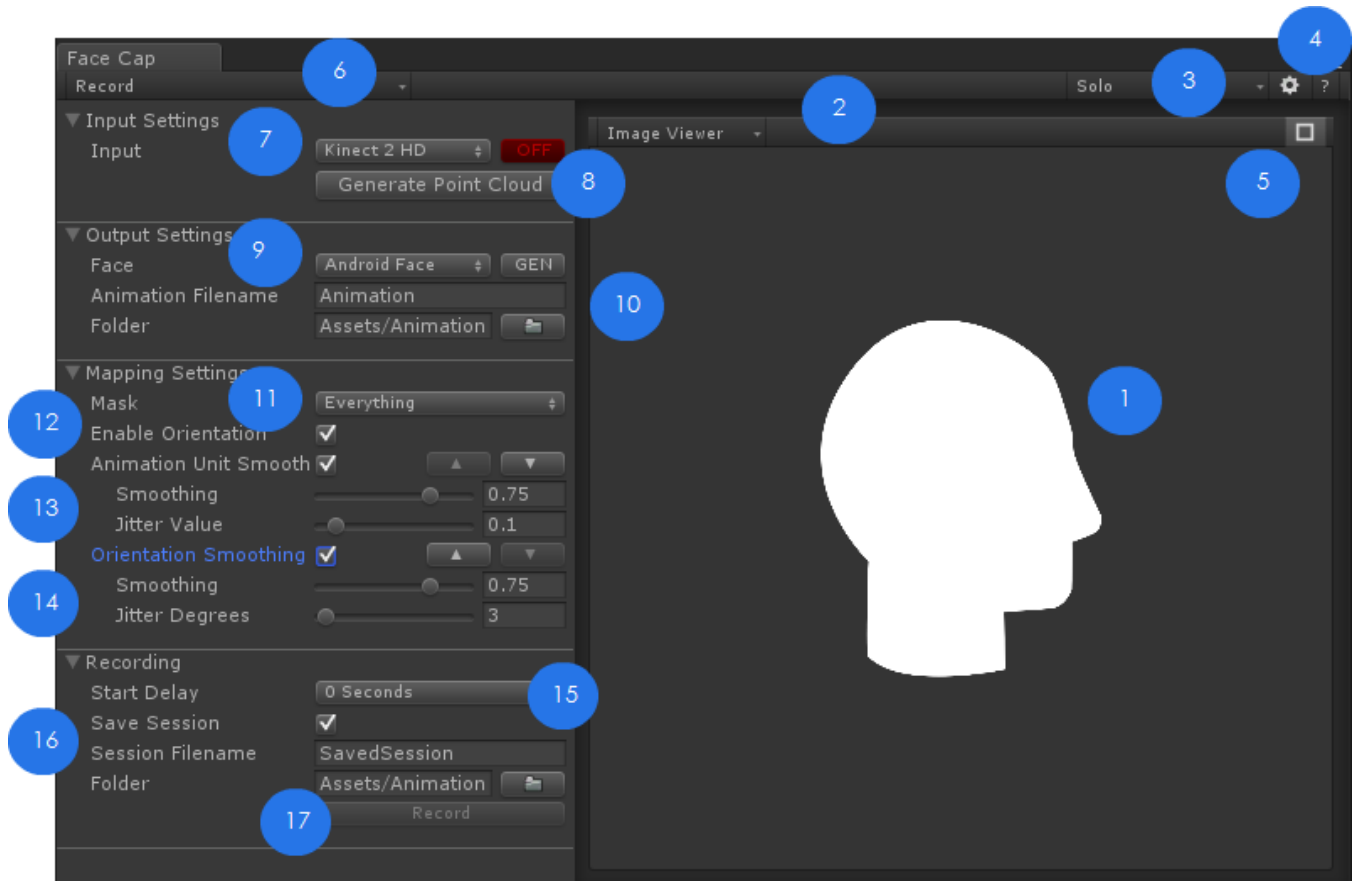 4
Face Cap
6
Record
3
Solo
?
2
Input Settings
7
Image Viewer
Input
Kinect 2 HD
OFF
Generate Point Cloud
8
5
Output Settings
9
Face
Android Face
GEN
Animation Filename
Animation
10
Folder
Assets/Animation
Mapping Settings
11
1
Mask
Everything
12
Enable Orientation
Animation Unit Smooth
Smoothing
0.75
13
Jitter Value
0.1
Orientation Smoothing
Smoothing
0.75
14
Jitter Degrees
3
Recording
Start Delay
0 Seconds
15
Save Session
16
Session Filename
SavedSession
Folder
Assets/Animation
17
Record